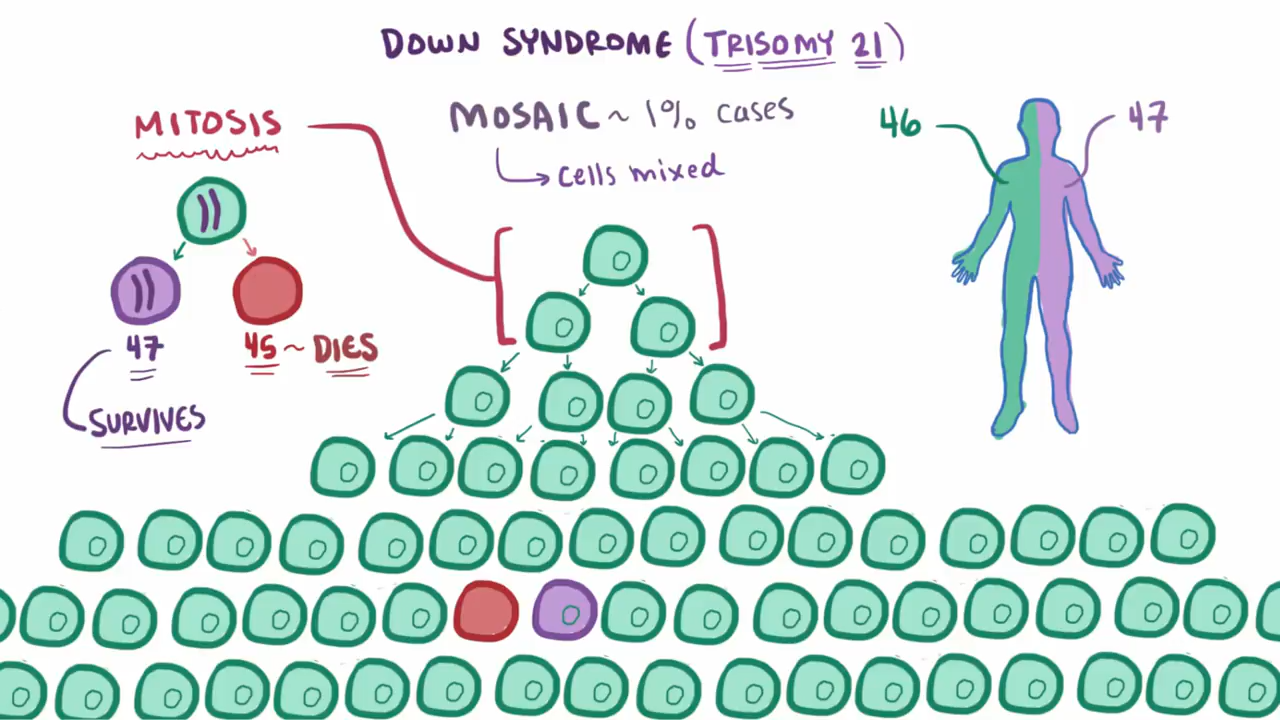 DOWN SYNDROME (TRISOMY 21)
MITOSIS
MOSAIC ~ 1% cases
cells mixed
46
47
47
45 ~ DIES
SURVIVES